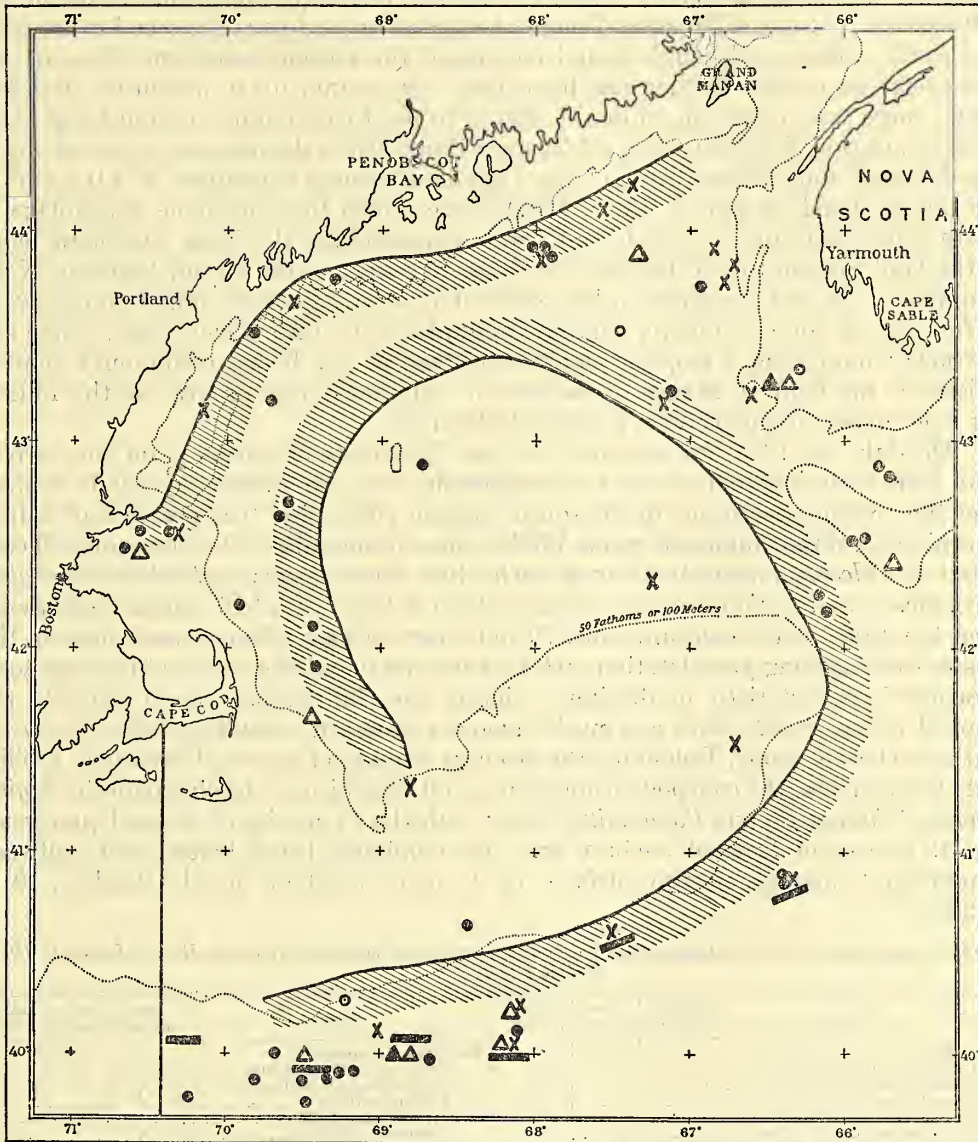 71° 70° 69° 68° 67° 66°
GRAND
MANAN
PENOBSCOT
BAY
NOVA
SCOTIA
44° 44°
Yarmouth
Portland
CAPE
SABLE
43° 43°
Boston
50 Fathoms or 100 Meters
42° 42°
CAPE COD
41° 41°
40° 40°
71° 70° 69° 68° 67° 66°